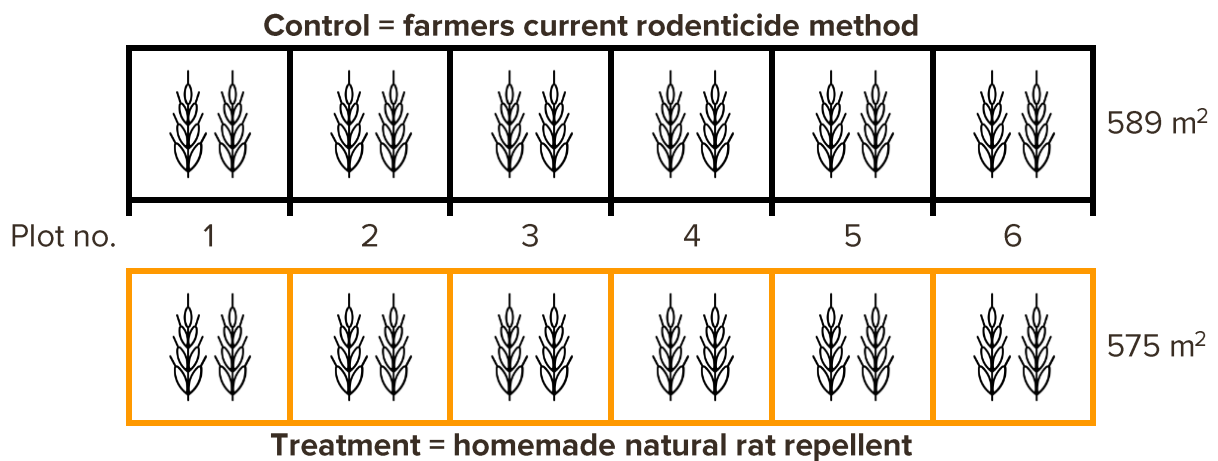 Control = farmers current rodenticide method
589 m²
Plot no. 1 2 3 4 5 6
575 m²
Treatment = homemade natural rat repellent